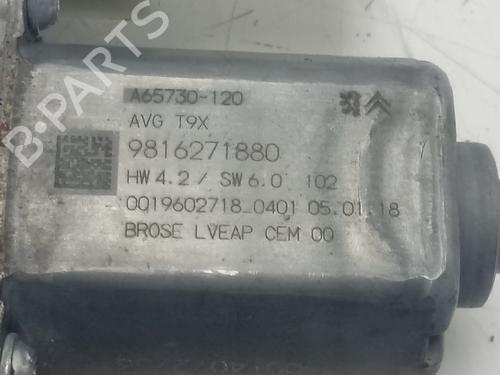 A65730-120
AVG T9X
9816271880
HW 4.2 / SW 6.0 102
0019602718_0401 05.01.18
BROSE LVEAP CEM 00
B-PARTS